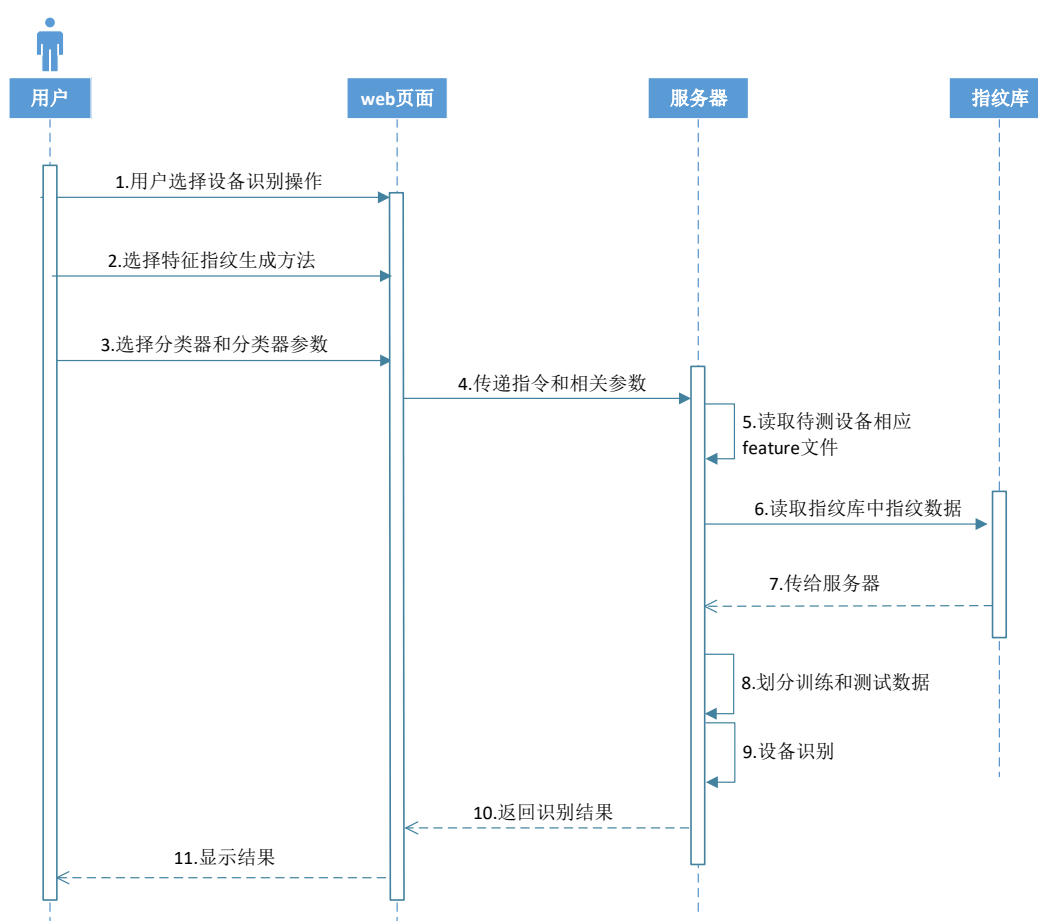 用户
web页面
服务器
指纹库
1.用户选择设备识别操作
2.选择特征指纹生成方法
3.选择分类器和分类器参数
4.传递指令和相关参数
5.读取待测设备相应
feature文件
6.读取指纹库中指纹数据
7.传给服务器
8.划分训练和测试数据
9.设备识别
10.返回识别结果
11.显示结果